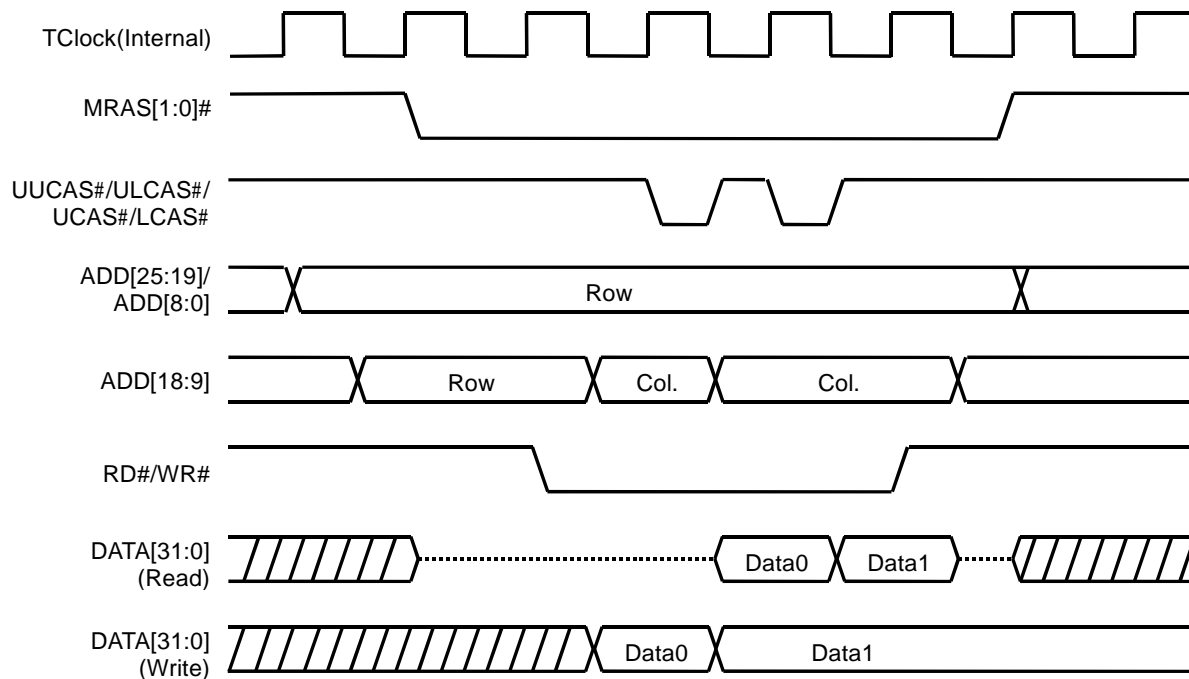 TClock(Internal)
MRAS[1:0]#
UUCAS#/ULCAS#/
UCAS#/LCAS#
ADD[25:19]/
ADD[8:0]
Row
ADD[18:9]
Row
Col.
Col.
RD#/WR#
DATA[31:0]
(Read)
Data0
Data1
DATA[31:0]
(Write)
Data0
Data1